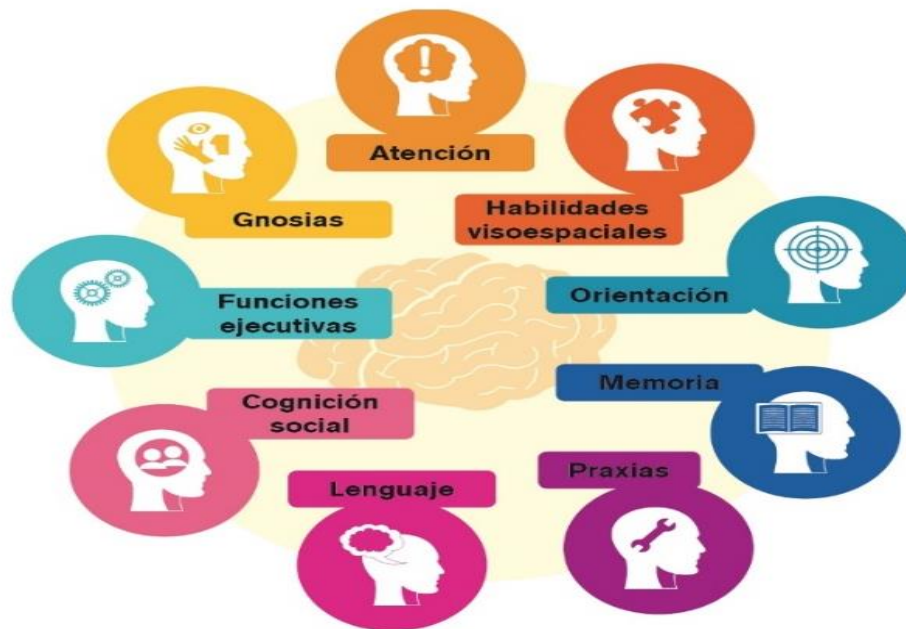 Atención
Gnosias
Habilidades
visoespaciales
Funciones
ejecutivas
Orientación
Memoria
Cognición
social
Lenguaje
Praxias